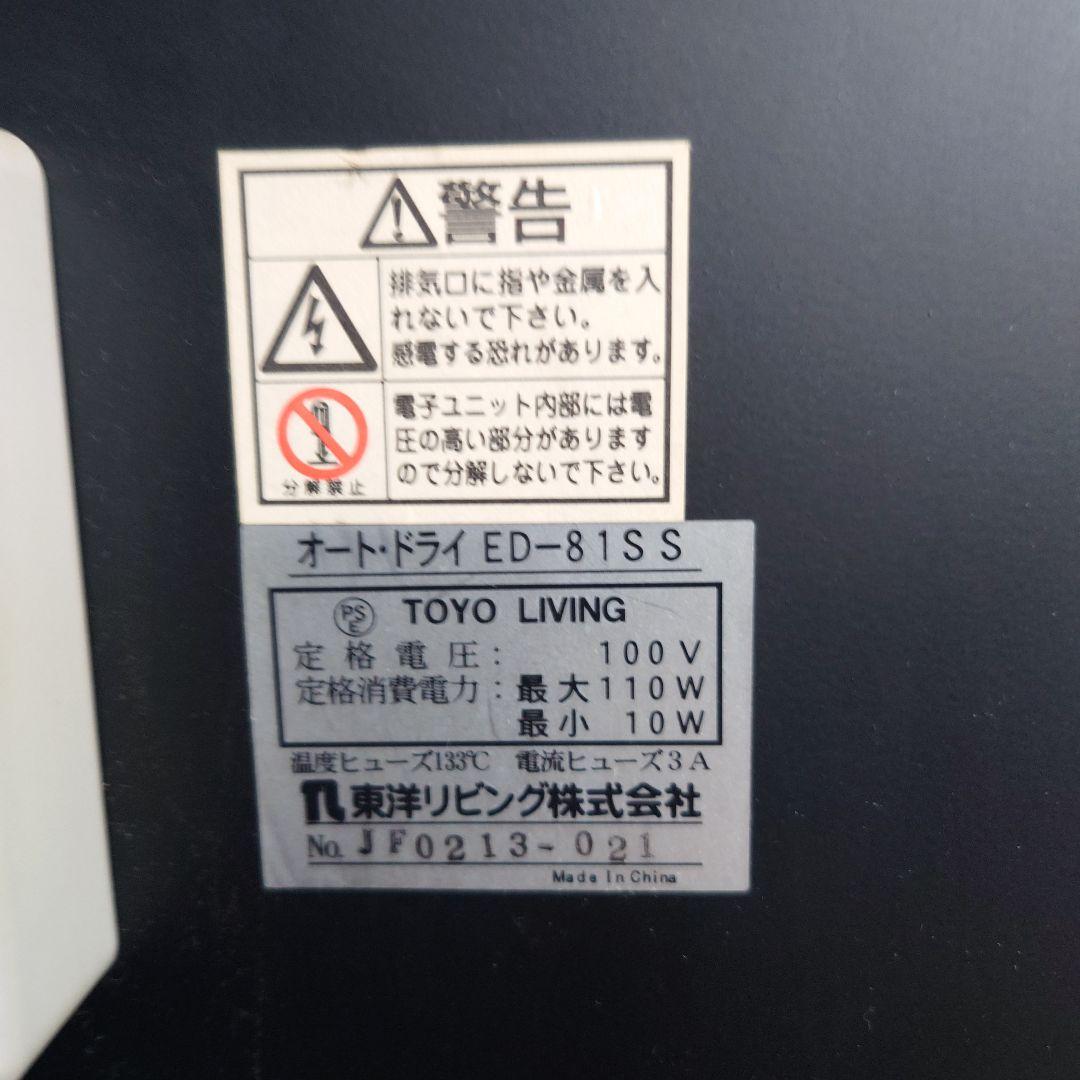 警告
排気口に指や金属を入
れないで下さい。
感電する恐れがあります。
分解禁止
電子ユニット内部には電
圧の高い部分があります
ので分解しないで下さい。
オート・ドライ ED-81SS
PSE TOYO LIVING
定格電圧: 100V
定格消費電力: 最大110W
最小 10W
温度ヒューズ133℃ 電流ヒューズ3A
東洋リビング株式会社
No. JF0213-021
Made In China